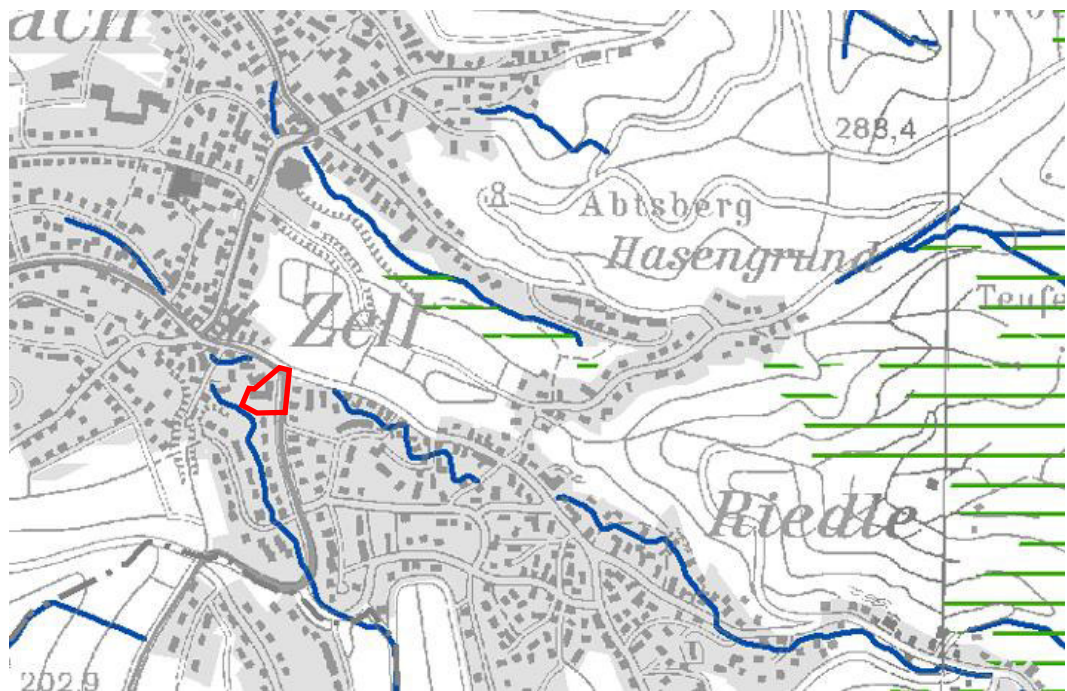 ach
288,4
Abtsberg
Hasengrund
Teufe
Zell
Riedle
202,9